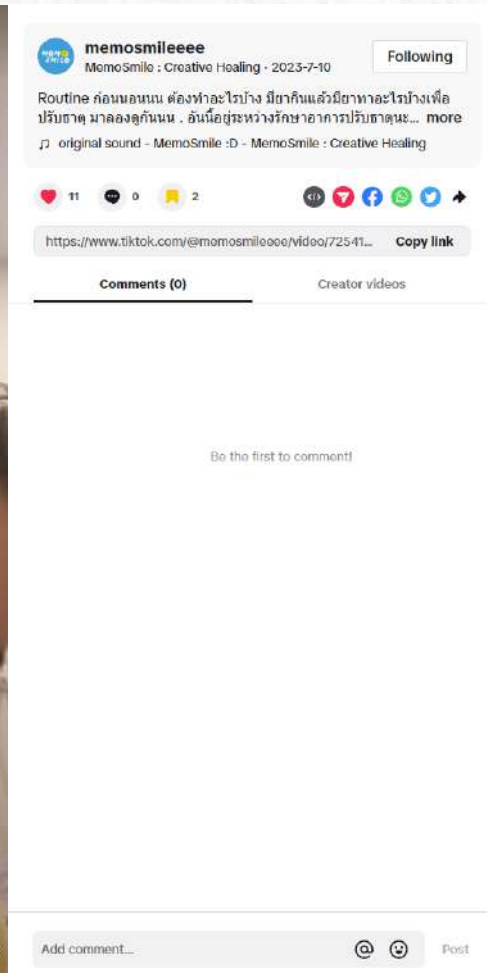 memosmileeee
MemoSmile : Creative Healing · 2023-7-10
Following
Routine ก่อนนอนนน ต้องทำอะไรบ้าง มียากินแล้วมียาทาอะไรบ้างเพื่อ
ปรับธาตุ มาลองดูกันนน . อันนี้อยู่ระหว่างรักษาอาการปรับธาตุนะ... more
original sound - MemoSmile :D - MemoSmile : Creative Healing
11
0
2
https://www.tiktok.com/@memosmileeee/video/72541... Copy link
Comments (0)
Creator videos
Be the first to comment!
Add comment...
Post